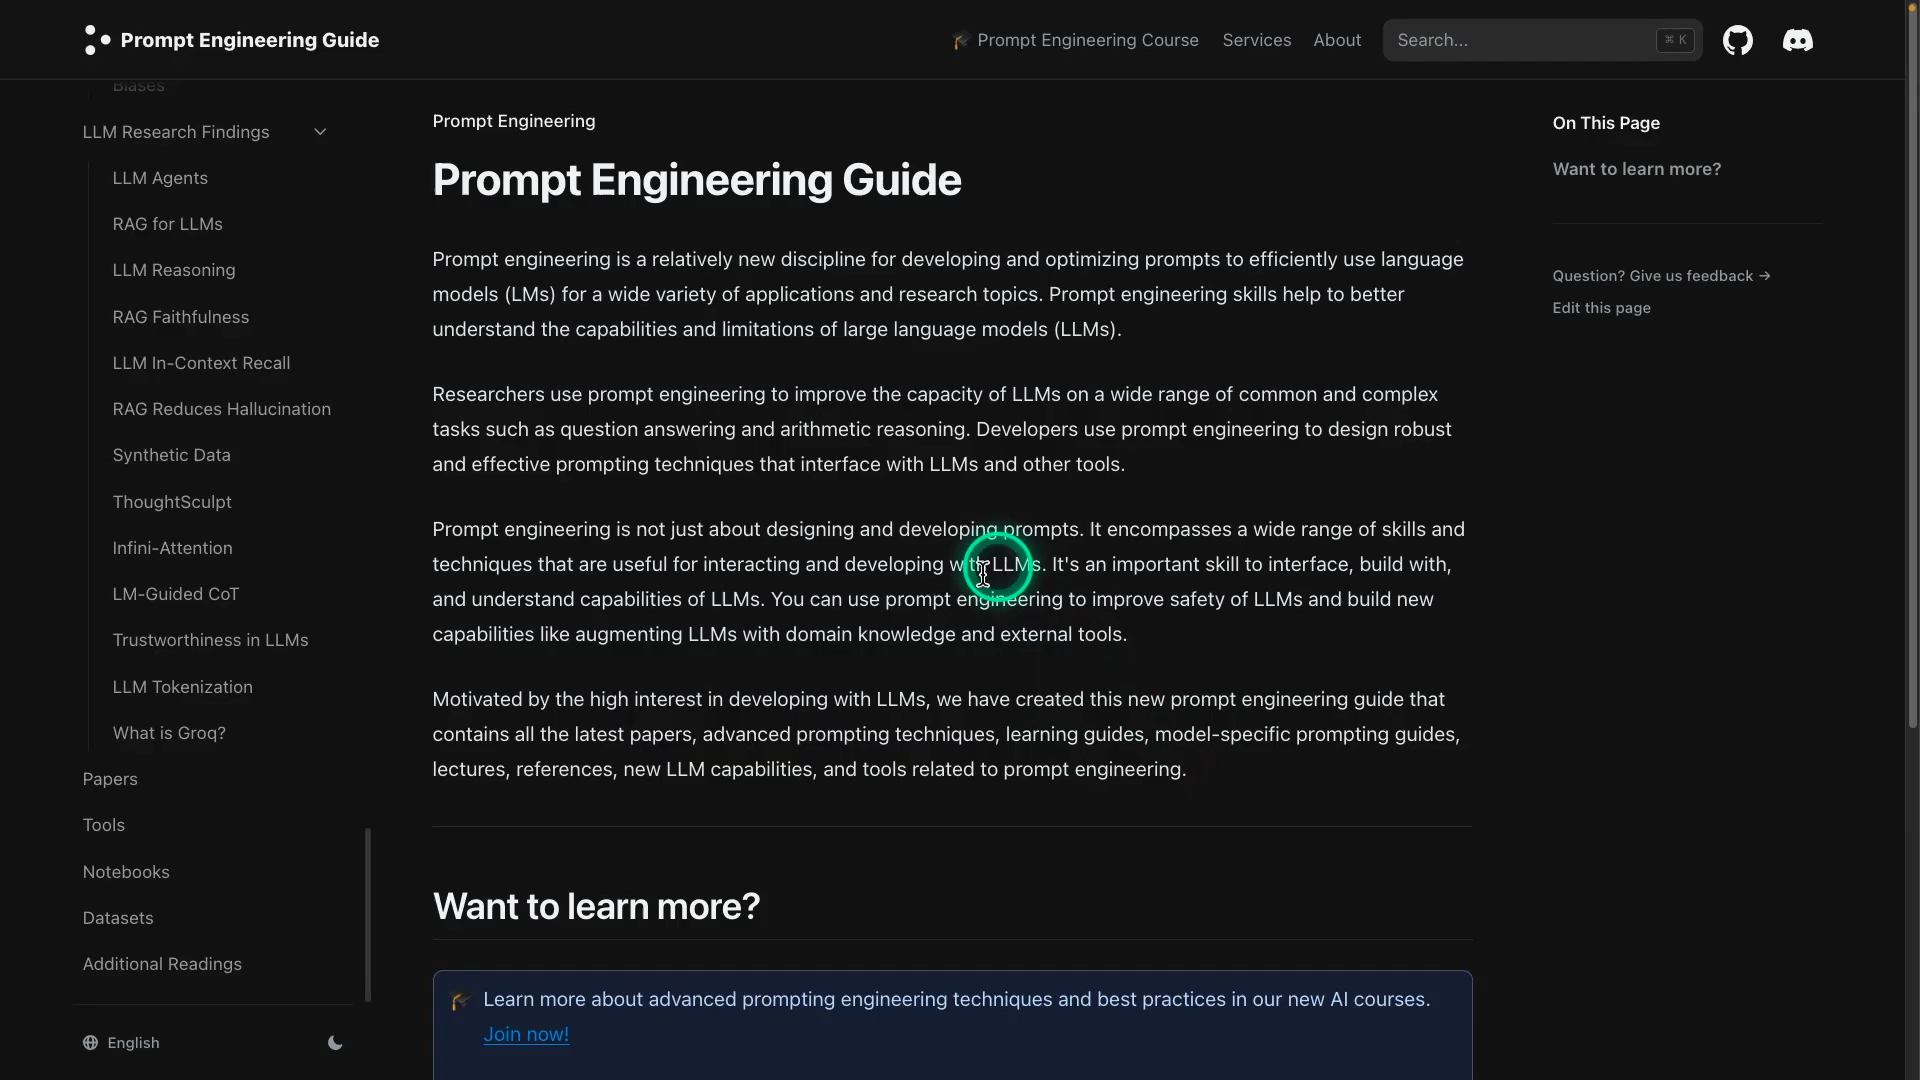 Prompt Engineering Guide
🎓 Prompt Engineering Course
Services
About
Search...
⌘ K
Biases
LLM Research Findings
LLM Agents
RAG for LLMs
LLM Reasoning
RAG Faithfulness
LLM In-Context Recall
RAG Reduces Hallucination
Synthetic Data
ThoughtSculpt
Infini-Attention
LM-Guided CoT
Trustworthiness in LLMs
LLM Tokenization
What is Groq?
Papers
Tools
Notebooks
Datasets
Additional Readings
English
Prompt Engineering
Prompt Engineering Guide
Prompt engineering is a relatively new discipline for developing and optimizing prompts to efficiently use language
models (LMs) for a wide variety of applications and research topics. Prompt engineering skills help to better
understand the capabilities and limitations of large language models (LLMs).
Researchers use prompt engineering to improve the capacity of LLMs on a wide range of common and complex
tasks such as question answering and arithmetic reasoning. Developers use prompt engineering to design robust
and effective prompting techniques that interface with LLMs and other tools.
Prompt engineering is not just about designing and developing prompts. It encompasses a wide range of skills and
techniques that are useful for interacting and developing with LLMs. It's an important skill to interface, build with,
and understand capabilities of LLMs. You can use prompt engineering to improve safety of LLMs and build new
capabilities like augmenting LLMs with domain knowledge and external tools.
Motivated by the high interest in developing with LLMs, we have created this new prompt engineering guide that
contains all the latest papers, advanced prompting techniques, learning guides, model-specific prompting guides,
lectures, references, new LLM capabilities, and tools related to prompt engineering.
Want to learn more?
🎓 Learn more about advanced prompting engineering techniques and best practices in our new AI courses.
Join now!
On This Page
Want to learn more?
Question? Give us feedback →
Edit this page